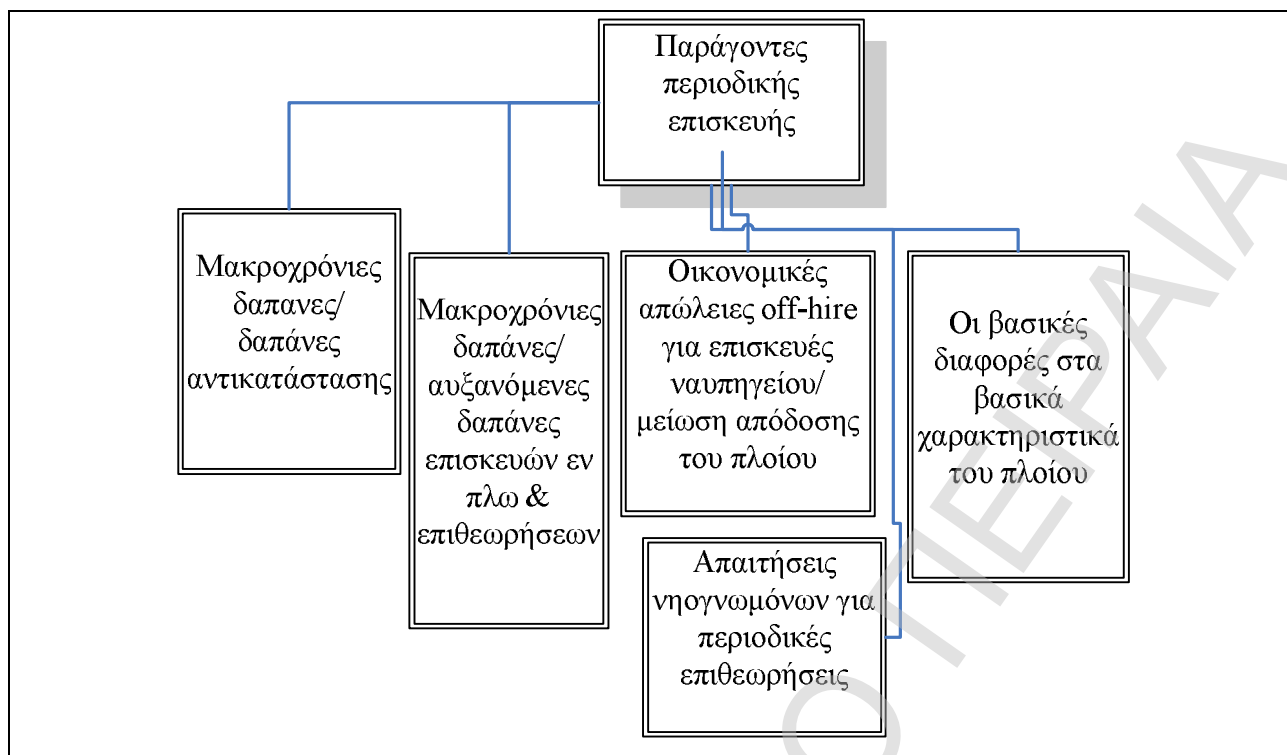 Παράγοντες
περιοδικής
επισκευής
Μακροχρόνιες
δαπανες/
δαπάνες
αντικατάστασης
Μακροχρόνιες
δαπάνες/
αυξανόμενες
δαπάνες
επισκευών εν
πλω &
επιθεωρήσεων
Οικονομικές
απώλειες off-hire
για επισκευές
ναυπηγείου/
μείωση απόδοσης
του πλοίου
Οι βασικές
διαφορές στα
βασικά
χαρακτηριστικά
του πλοίου
Απαιτήσεις
νηογνωμόνων για
περιοδικές
επιθεωρήσεις
Ο ΠΕΙΡΑΙΑ